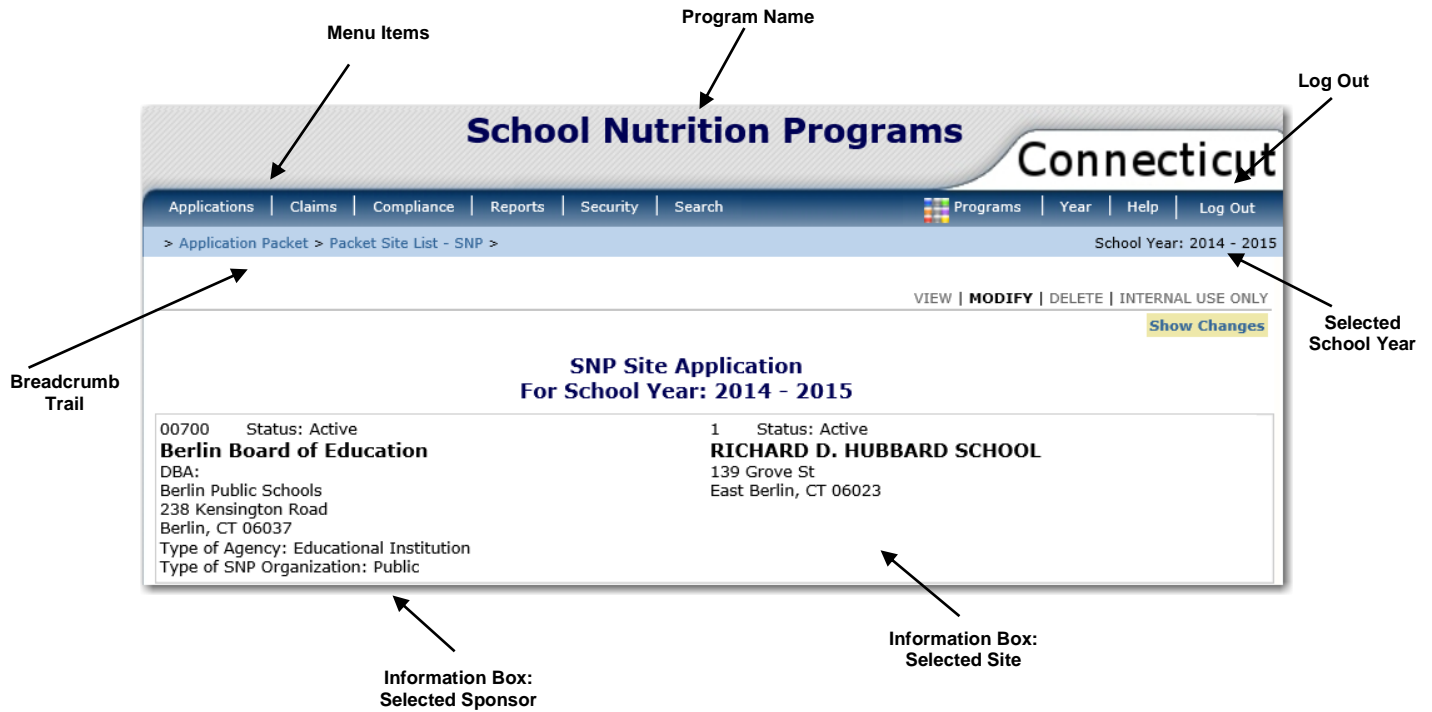 Program Name
Menu Items
Log Out
School Nutrition Programs
Connecticut
Applications | Claims | Compliance | Reports | Security | Search Programs | Year | Help | Log Out
> Application Packet > Packet Site List - SNP > School Year: 2014 - 2015
VIEW | MODIFY | DELETE | INTERNAL USE ONLY
Show Changes
Selected
School Year
Breadcrumb
Trail
SNP Site Application
For School Year: 2014 - 2015
00700 Status: Active
Berlin Board of Education
DBA:
Berlin Public Schools
238 Kensington Road
Berlin, CT 06037
Type of Agency: Educational Institution
Type of SNP Organization: Public
1 Status: Active
RICHARD D. HUBBARD SCHOOL
139 Grove St
East Berlin, CT 06023
Information Box:
Selected Site
Information Box:
Selected Sponsor